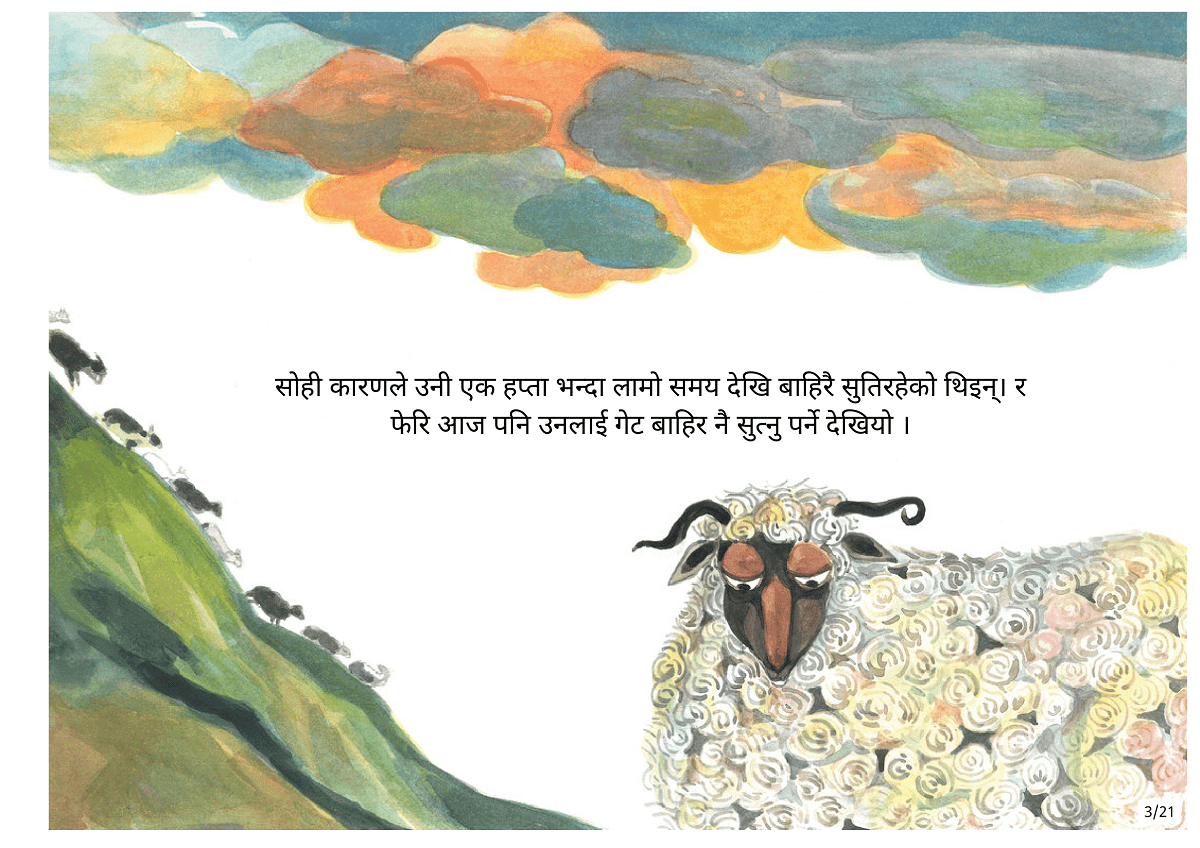 सोही कारणले उनी एक हप्ता भन्दा लामो समय देखि बाहिरै सुतिरहेको थिइन्। र
फेरि आज पनि उनलाई गेट बाहिर नै सुत्नु पर्ने देखियो ।
3/21